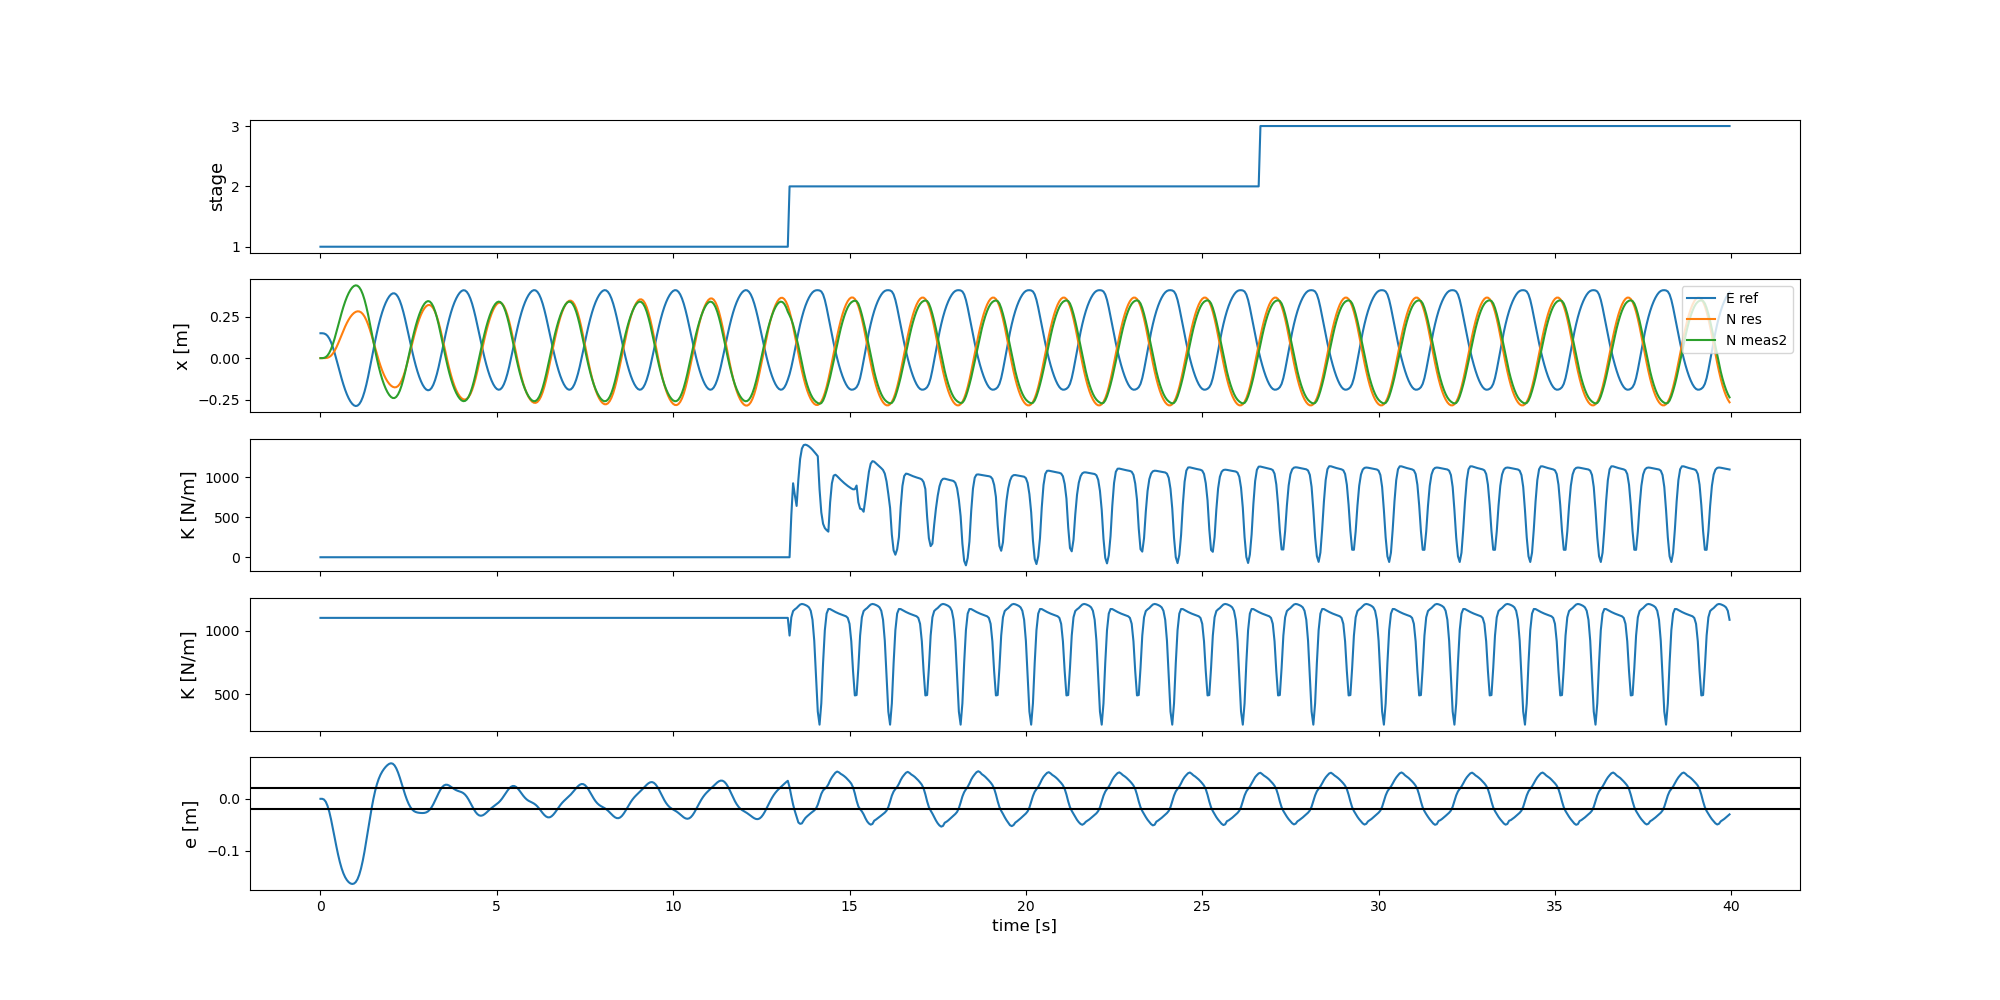 stage
3
2
1
x [m]
0.25
0.00
−0.25
E ref
N res
N meas2
K [N/m]
1000
500
0
K [N/m]
1000
500
e [m]
0.0
−0.1
0 5 10 15 20 25 30 35 40
time [s]